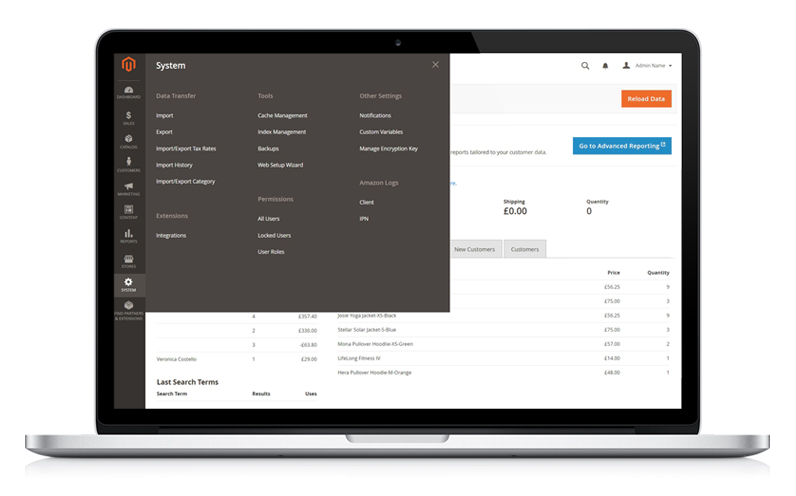 System
Admin Name
DASHBOARD
SALES
CATALOG
CUSTOMERS
MARKETING
CONTENT
REPORTS
STORES
SYSTEM
FIND PARTNERS
& EXTENSIONS
Data Transfer
Import
Export
Import/Export Tax Rates
Import History
Import/Export Category
Extensions
Integrations
Tools
Cache Management
Index Management
Backups
Web Setup Wizard
Permissions
All Users
Locked Users
User Roles
Other Settings
Notifications
Custom Variables
Manage Encryption Key
Amazon Logs
Client
IPN
Reload Data
reports tailored to your customer data.
Go to Advanced Reporting
re.
Shipping
£0.00
Quantity
0
New Customers
Customers
Price
Quantity
£56.25
9
£75.00
3
4
£357.40
Josie Yoga Jacket-XS-Black
£56.25
9
2
£330.00
Stellar Solar Jacket-S-Blue
£75.00
3
3
-£63.80
Mona Pullover Hoodie-XS-Green
£57.00
2
Veronica Costello
1
£29.00
LifeLong Fitness IV
£14.00
1
Hera Pullover Hoodie-M-Orange
£48.00
1
Last Search Terms
Search Term
Results
Uses